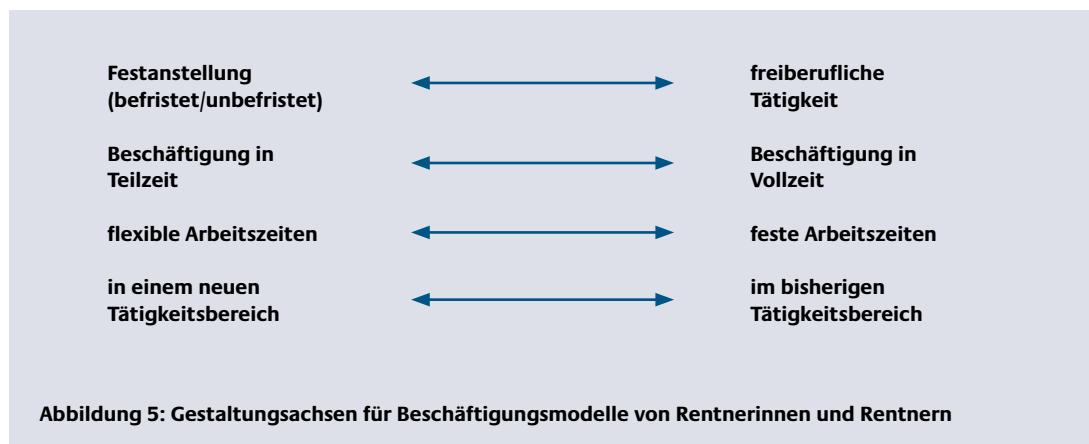 Festanstellung
(befristet/unbefristet)
freiberufliche
Tätigkeit
Beschäftigung in
Teilzeit
Beschäftigung in
Vollzeit
flexible Arbeitszeiten
feste Arbeitszeiten
in einem neuen
Tätigkeitsbereich
im bisherigen
Tätigkeitsbereich
Abbildung 5: Gestaltungsachsen für Beschäftigungsmodelle von Rentnerinnen und Rentnern